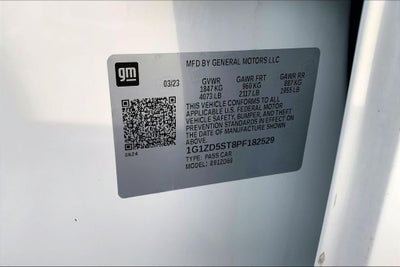 gm
MFD BY GENERAL MOTORS LLC
03/23 GVWR GAWR FRT GAWR RR
1847 KG 960 KG 887 KG
4073 LB 2117 LB 1955 LB
THIS VEHICLE CONFORMS TO ALL
APPLICABLE U.S. FEDERAL MOTOR
VEHICLE SAFETY, BUMPER, AND THEFT
PREVENTION STANDARDS IN EFFECT ON
THE DATE OF MANUFACTURE SHOWN
ABOVE.
1G1ZD5ST8PF182529
TYPE: PASS CAR
MODEL: B91ZD69